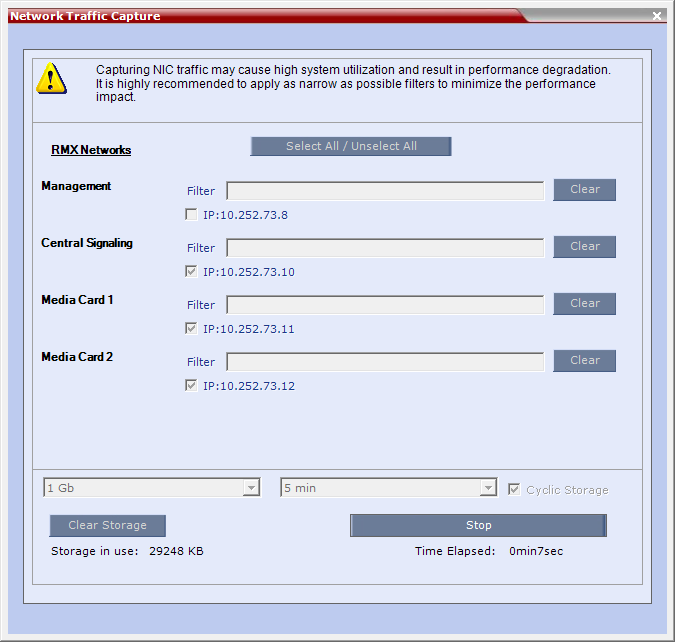 Network Traffic Capture
Capturing NIC traffic may cause high system utilization and result in performance degradation.
It is highly recommended to apply as narrow as possible filters to minimize the performance
impact.
RMX Networks
Select All / Unselect All
Management
Filter
Clear
IP:10.252.73.8
Central Signaling
Filter
Clear
IP:10.252.73.10
Media Card 1
Filter
Clear
IP:10.252.73.11
Media Card 2
Filter
Clear
IP:10.252.73.12
1 Gb
5 min
Cyclic Storage
Clear Storage
Stop
Storage in use: 29248 KB
Time Elapsed: 0min7sec